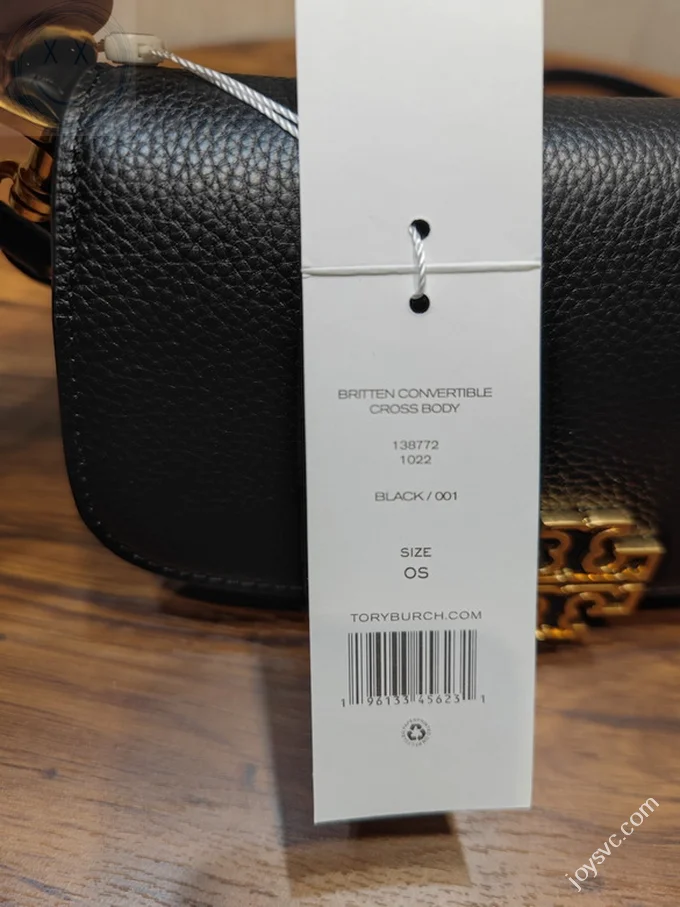 BRITTEN CONVERTIBLE
CROSS BODY
138772
1022
BLACK / 001
SIZE
OS
TORYBURCH.COM
1 96133 45623 1
joysvc.com